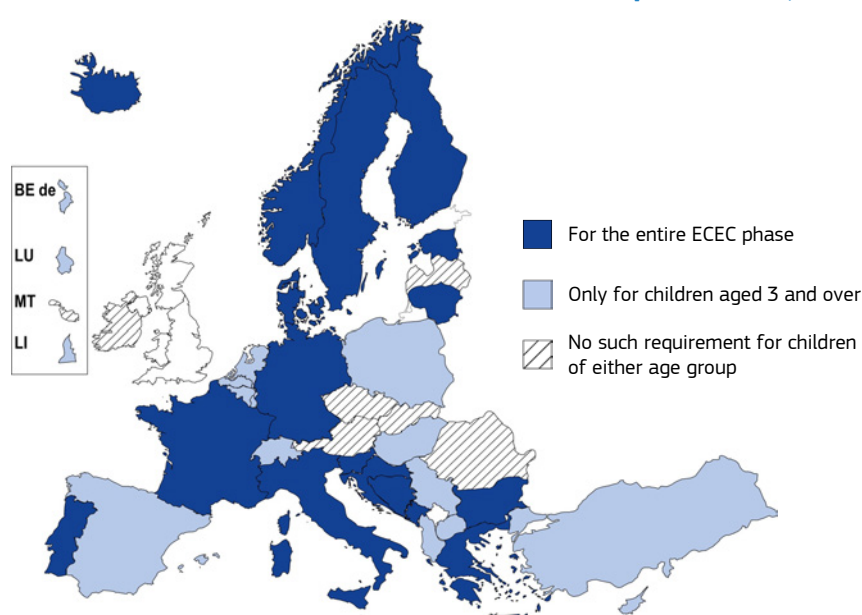 BE de
LU
MT
LI
For the entire ECEC phase
Only for children aged 3 and over
No such requirement for children
of either age group